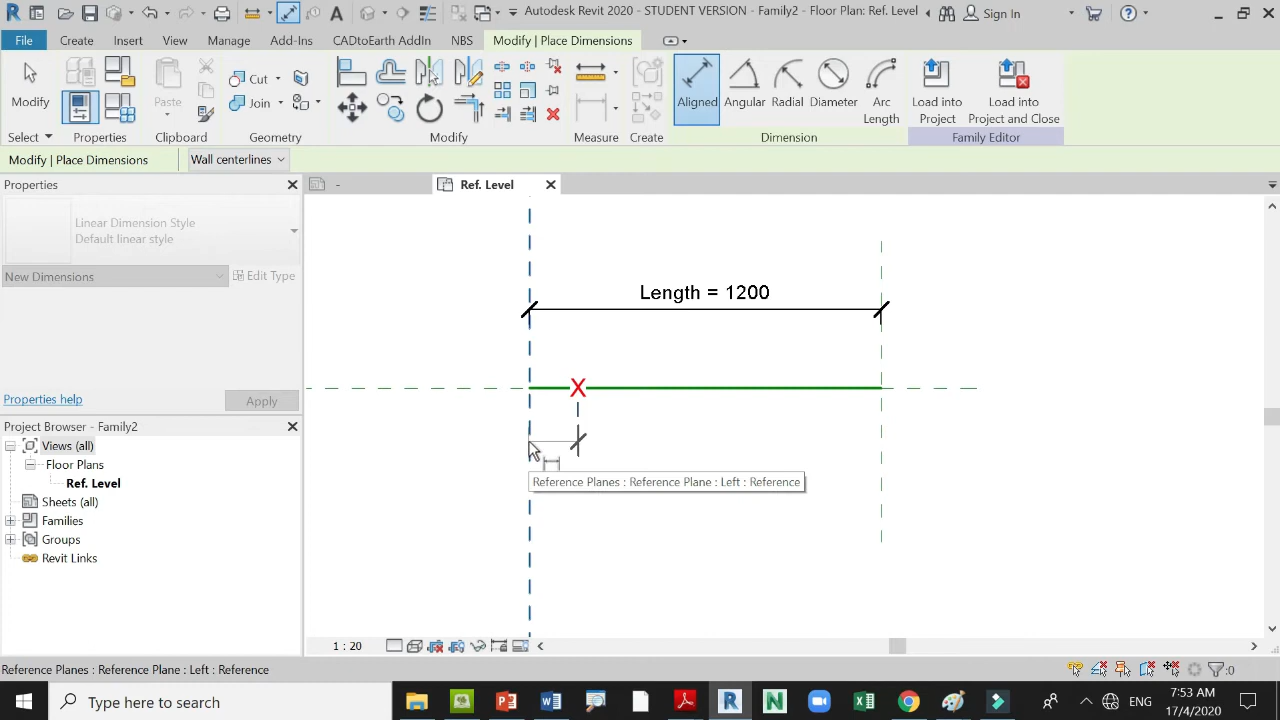 Autodesk Revit 2020 - STUDENT VERSION - Family2 - Floor Plan: Ref. Level
Sign In
File Create Insert View Manage Add-Ins CADtoEarth AddIn NBS Modify | Place Dimensions
Modify
Paste
Cut
Join
Aligned
Angular
Radial
Diameter
Arc
Length
Load into
Project
Load into
Project and Close
Select Properties Clipboard Geometry Modify Measure Create Dimension Family Editor
Modify | Place Dimensions Wall centerlines
Properties
- Ref. Level
Linear Dimension Style
Default linear style
New Dimensions Edit Type
Properties help Apply
Project Browser - Family2
Views (all)
Floor Plans
Ref. Level
Sheets (all)
Families
Groups
Revit Links
Length = 1200
X
Reference Planes : Reference Plane : Left : Reference
1 : 20
Reference Planes : Reference Plane : Left : Reference
:0
Type here to search
ENG
7:53 AM
17/4/2020